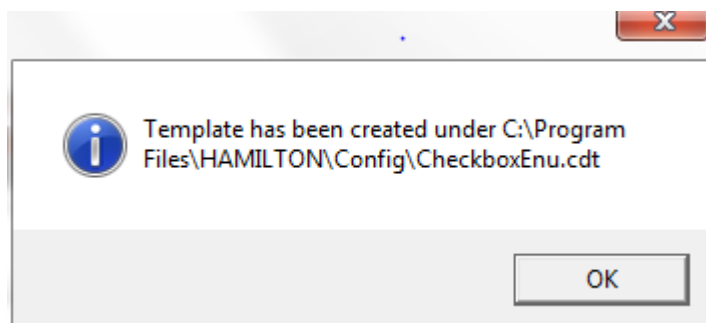 Template has been created under C:\Program
Files\HAMILTON\Config\CheckboxEnu.cdt
OK